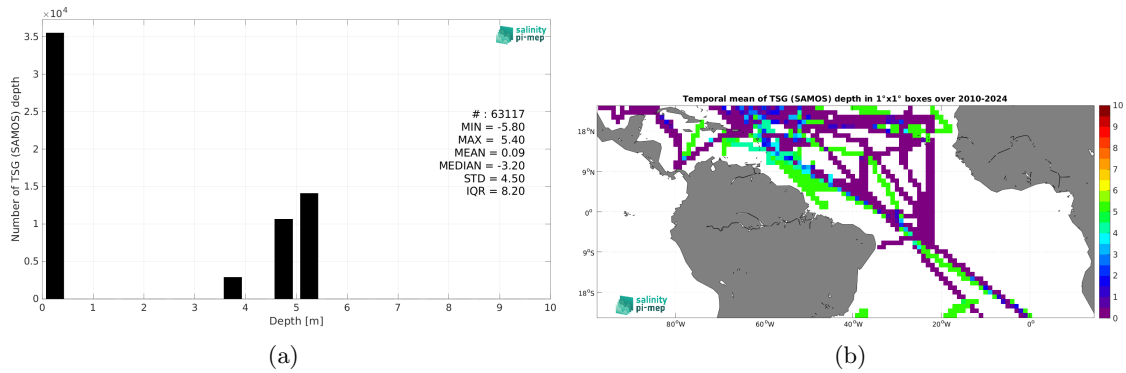 ×10⁴
3.5
3
2.5
2
1.5
1
0.5
0
0 1 2 3 4 5 6 7 8 9 10
Number of TSG (SAMOS) depth
Depth [m]
salinity
pi-mep
# : 63117
MIN = -5.80
MAX = 5.40
MEAN = 0.09
MEDIAN = -3.20
STD = 4.50
IQR = 8.20
(a)
Temporal mean of TSG (SAMOS) depth in 1°x1° boxes over 2010-2024
18°N
9°N
0°
9°S
18°S
80°W 60°W 40°W 20°W 0°
salinity
pi-mep
10
9
8
7
6
5
4
3
2
1
0
(b)